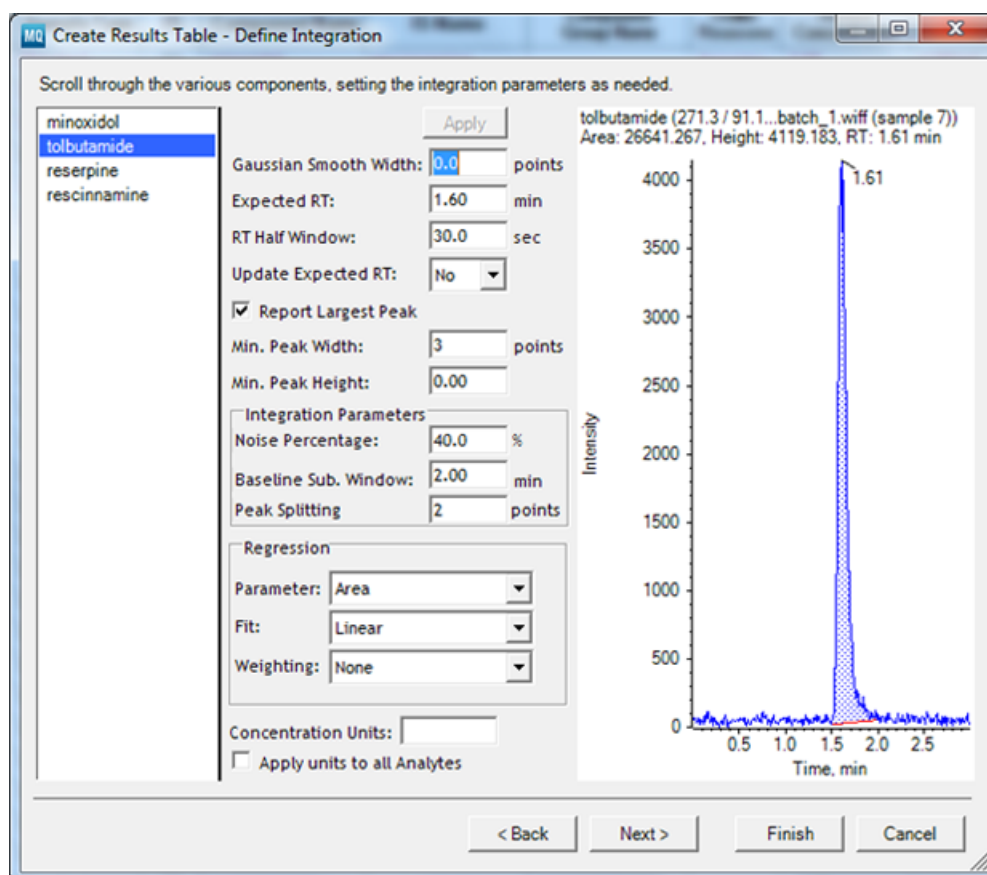 MQ Create Results Table - Define Integration
Scroll through the various components, setting the integration parameters as needed.
minoxidol
tolbutamide
reserpine
rescinnamine
Apply
Gaussian Smooth Width: 0.0 points
Expected RT: 1.60 min
RT Half Window: 30.0 sec
Update Expected RT: No
Report Largest Peak
Min. Peak Width: 3 points
Min. Peak Height: 0.00
Integration Parameters
Noise Percentage: 40.0 %
Baseline Sub. Window: 2.00 min
Peak Splitting 2 points
Regression
Parameter: Area
Fit: Linear
Weighting: None
Concentration Units:
Apply units to all Analytes
tolbutamide (271.3 / 91.1...batch_1.wiff (sample 7))
Area: 26641.267, Height: 4119.183, RT: 1.61 min
1.61
4000
3500
3000
2500
2000
1500
1000
500
0
Intensity
0.5 1.0 1.5 2.0 2.5
Time, min
< Back Next > Finish Cancel